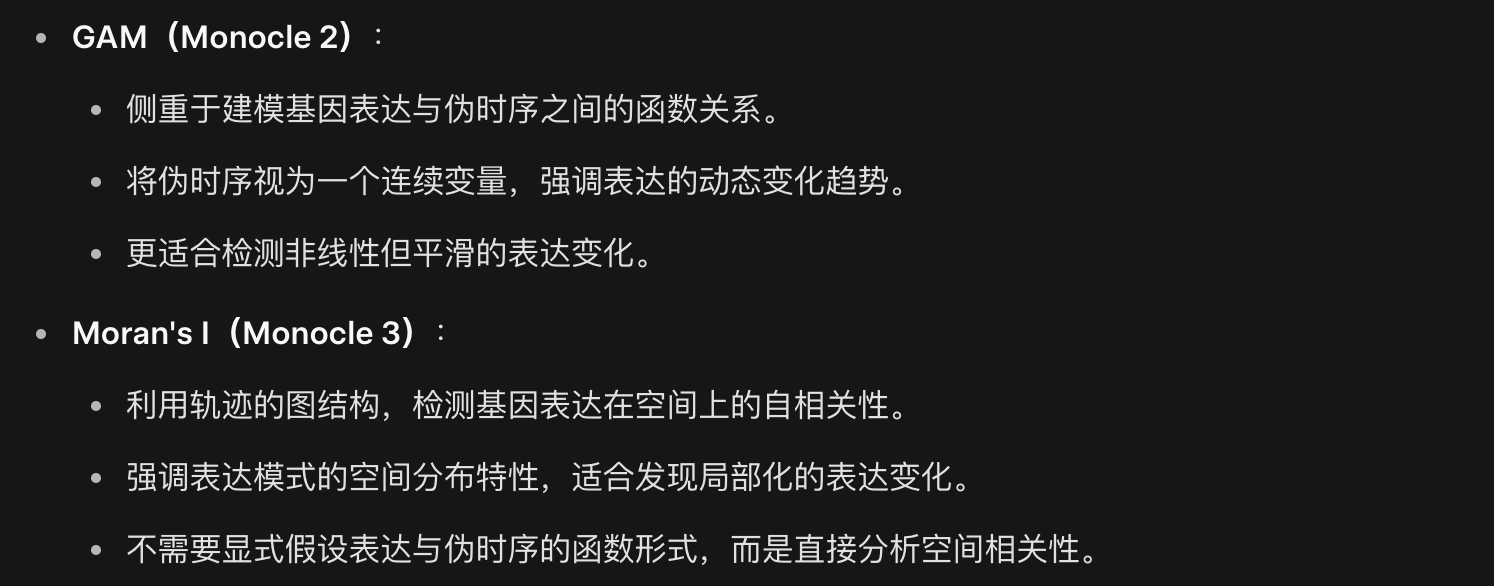 GAM（Monocle 2）：
侧重于建模基因表达与伪时序之间的函数关系。
将伪时序视为一个连续变量，强调表达的动态变化趋势。
更适合检测非线性但平滑的表达变化。
Moran's I（Monocle 3）：
利用轨迹的图结构，检测基因表达在空间上的自相关性。
强调表达模式的空间分布特性，适合发现局部化的表达变化。
不需要显式假设表达与伪时序的函数形式，而是直接分析空间相关性。